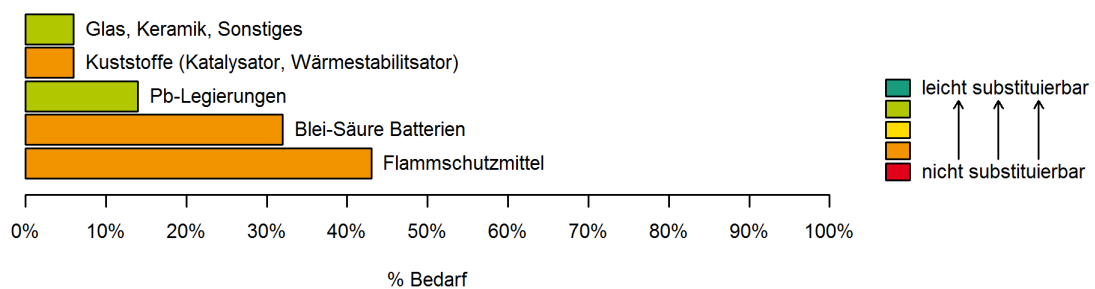 Glas, Keramik, Sonstiges
Kuststoffe (Katalysator, Wärmestabilitsator)
Pb-Legierungen
Blei-Säure Batterien
Flammschutzmittel
leicht substituierbar
nicht substituierbar
0% 10% 20% 30% 40% 50% 60% 70% 80% 90% 100%
% Bedarf